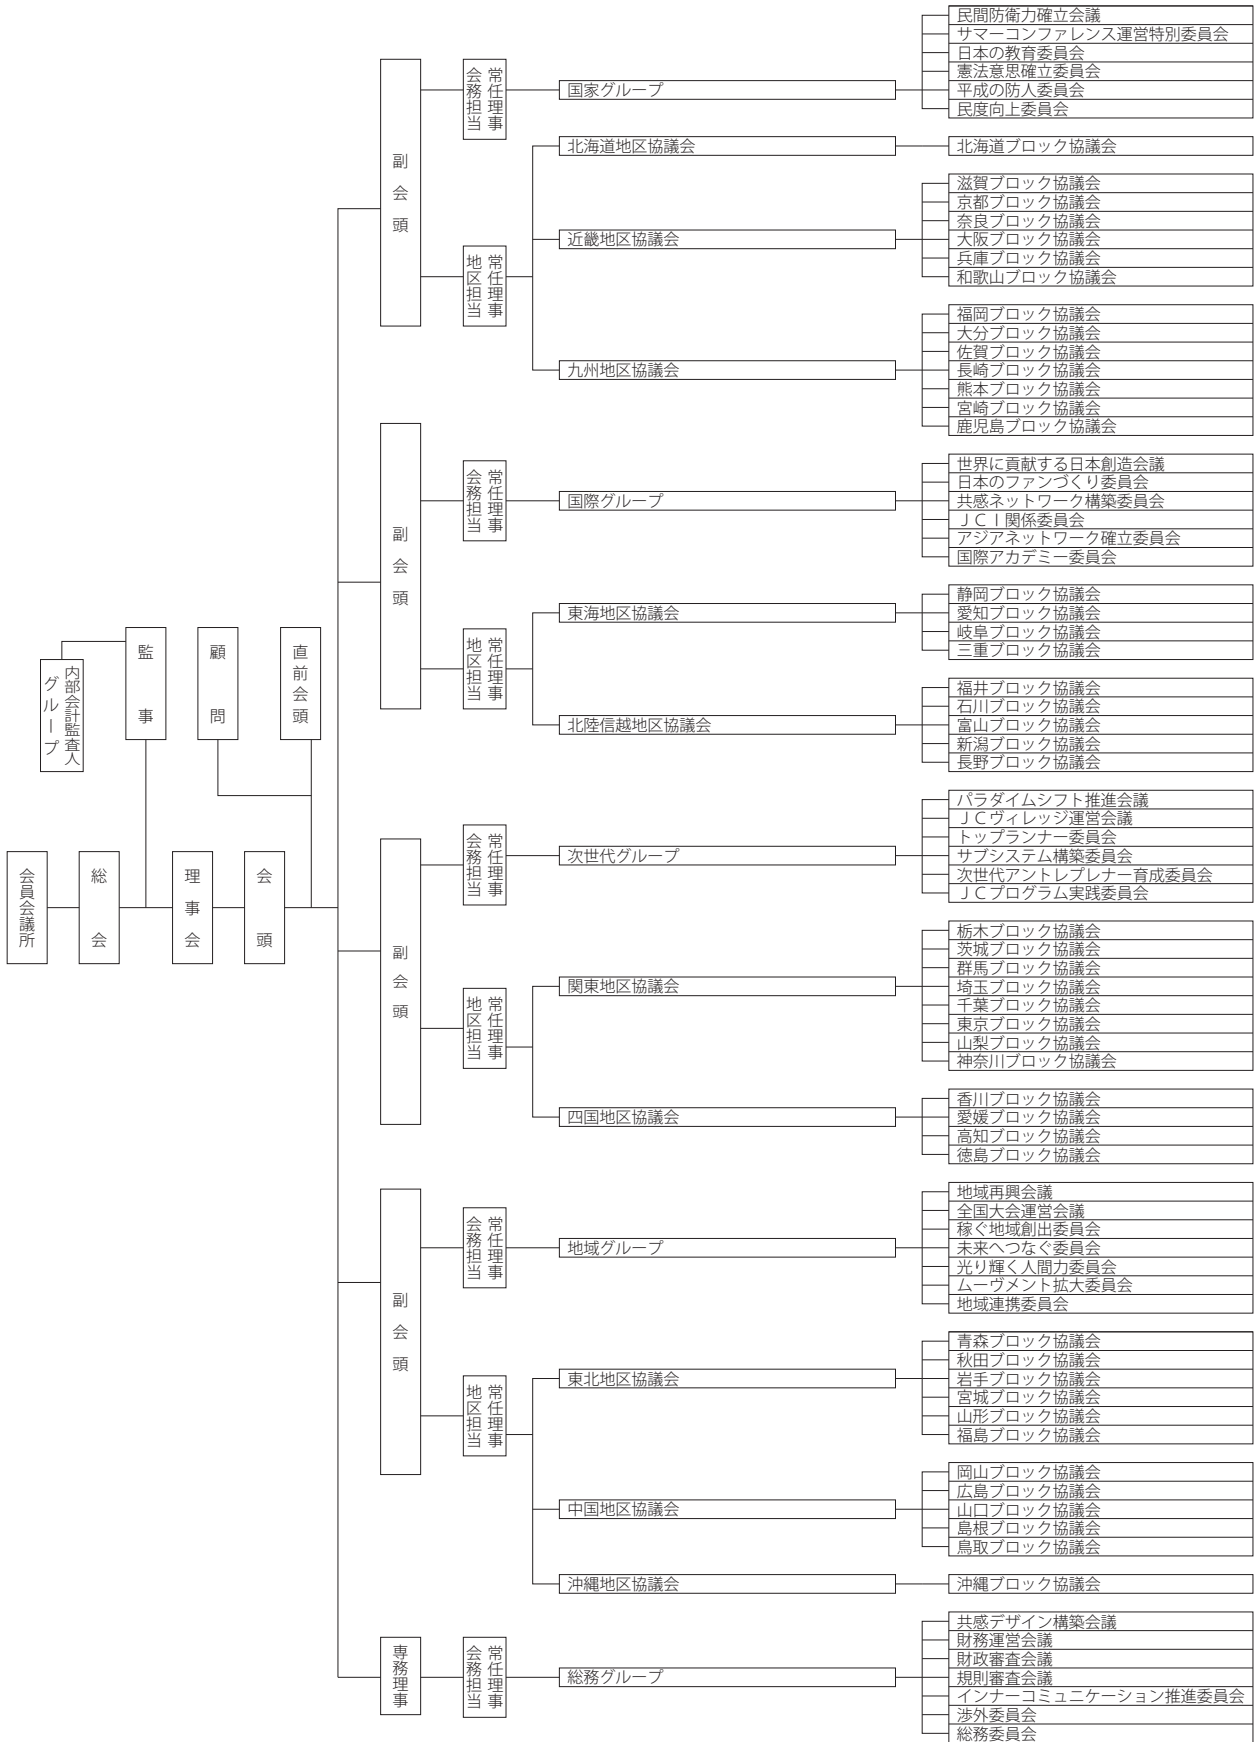 会員会議所
総会
理事会
会頭
監事
内部会計監査人
グループ
顧問
直前会頭
副会頭
常任理事
会務担当
国家グループ
民間防衛力確立会議
サマーコンファレンス運営特別委員会
日本の教育委員会
憲法意思確立委員会
平成の防人委員会
民度向上委員会
常任理事
地区担当
北海道地区協議会
北海道ブロック協議会
近畿地区協議会
滋賀ブロック協議会
京都ブロック協議会
奈良ブロック協議会
大阪ブロック協議会
兵庫ブロック協議会
和歌山ブロック協議会
九州地区協議会
福岡ブロック協議会
大分ブロック協議会
佐賀ブロック協議会
長崎ブロック協議会
熊本ブロック協議会
宮崎ブロック協議会
鹿児島ブロック協議会
副会頭
常任理事
会務担当
国際グループ
世界に貢献する日本創造会議
日本のファンづくり委員会
共感ネットワーク構築委員会
ＪＣＩ関係委員会
アジアネットワーク確立委員会
国際アカデミー委員会
常任理事
地区担当
東海地区協議会
静岡ブロック協議会
愛知ブロック協議会
岐阜ブロック協議会
三重ブロック協議会
北陸信越地区協議会
福井ブロック協議会
石川ブロック協議会
富山ブロック協議会
新潟ブロック協議会
長野ブロック協議会
副会頭
常任理事
会務担当
次世代グループ
パラダイムシフト推進会議
ＪＣヴィレッジ運営会議
トップランナー委員会
サブシステム構築委員会
次世代アントレプレナー育成委員会
ＪＣプログラム実践委員会
常任理事
地区担当
関東地区協議会
栃木ブロック協議会
茨城ブロック協議会
群馬ブロック協議会
埼玉ブロック協議会
千葉ブロック協議会
東京ブロック協議会
山梨ブロック協議会
神奈川ブロック協議会
四国地区協議会
香川ブロック協議会
愛媛ブロック協議会
高知ブロック協議会
徳島ブロック協議会
副会頭
常任理事
会務担当
地域グループ
地域再興会議
全国大会運営会議
稼ぐ地域創出委員会
未来へつなぐ委員会
光り輝く人間力委員会
ムーヴメント拡大委員会
地域連携委員会
常任理事
地区担当
東北地区協議会
青森ブロック協議会
秋田ブロック協議会
岩手ブロック協議会
宮城ブロック協議会
山形ブロック協議会
福島ブロック協議会
中国地区協議会
岡山ブロック協議会
広島ブロック協議会
山口ブロック協議会
島根ブロック協議会
鳥取ブロック協議会
沖縄地区協議会
沖縄ブロック協議会
専務理事
常任理事
会務担当
総務グループ
共感デザイン構築会議
財務運営会議
財政審査会議
規則審査会議
インナーコミュニケーション推進委員会
渉外委員会
総務委員会